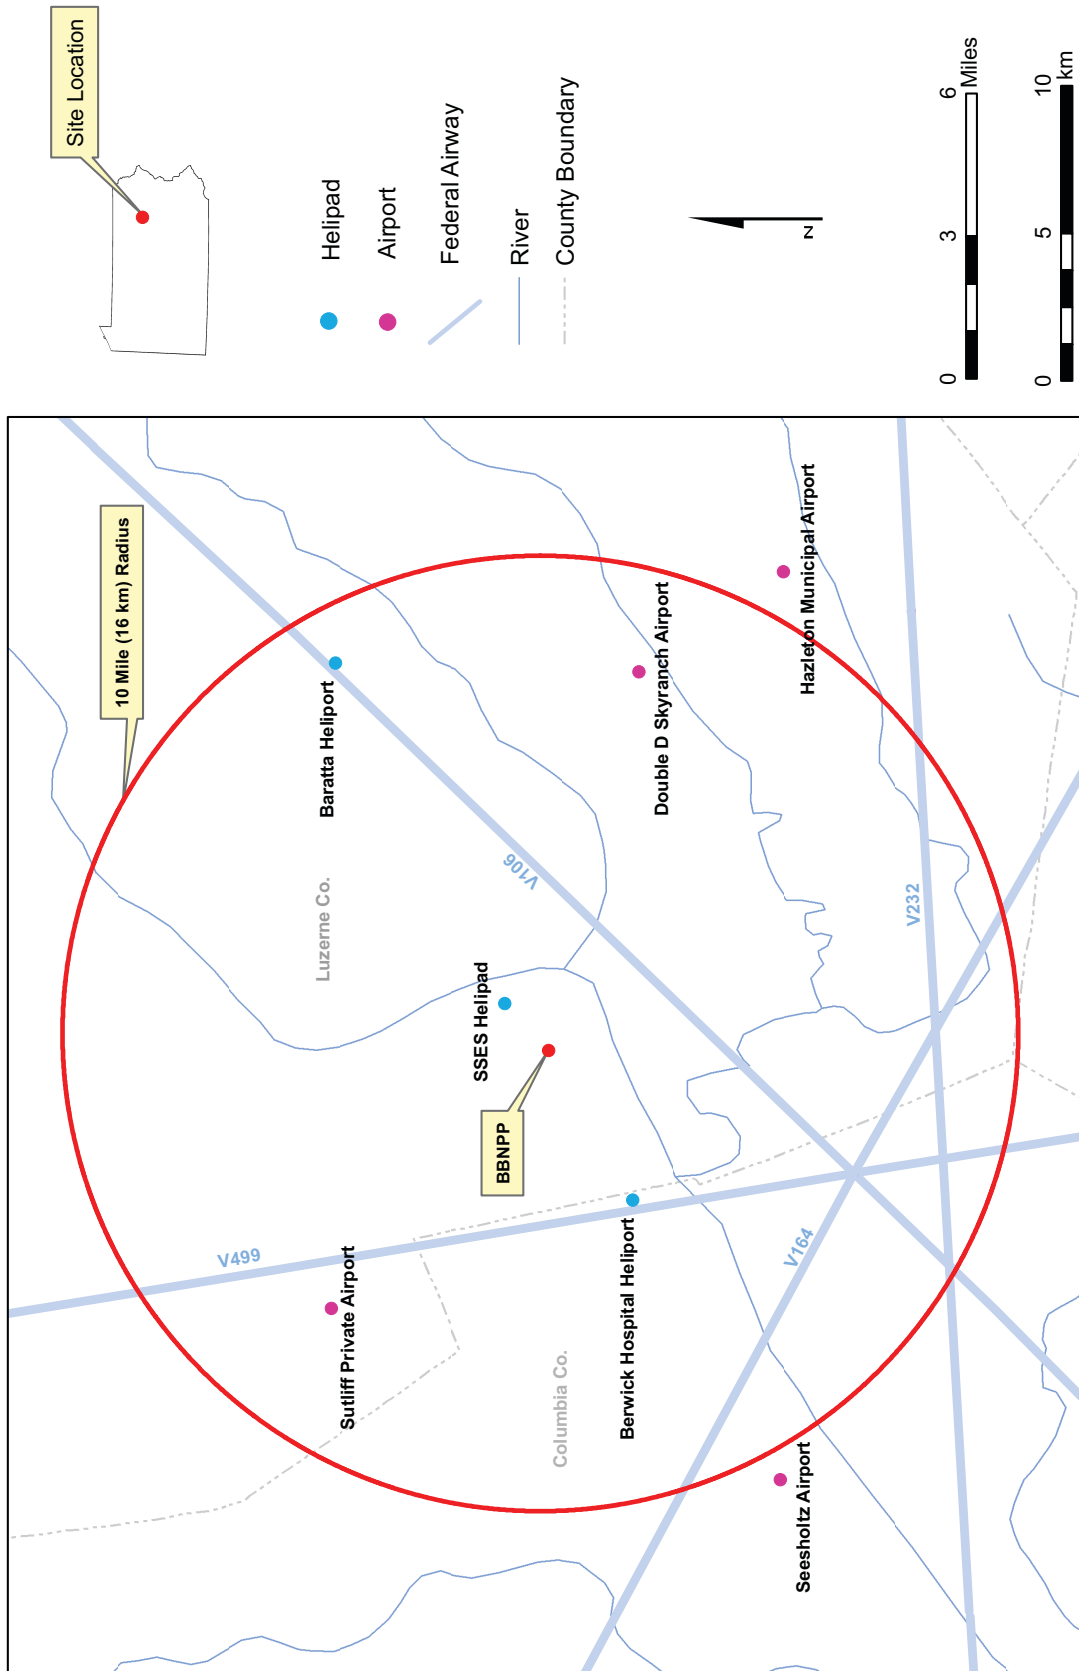 Site Location
Helipad
Airport
Federal Airway
River
County Boundary
N
0
3
6
Miles
0
5
10
km
10 Mile (16 km) Radius
Baratta Heliport
Luzerne Co.
V106
SSES Helipad
BBNPP
Double D Skyranch Airport
Hazleton Municipal Airport
V232
V499
Sutliff Private Airport
Columbia Co.
Berwick Hospital Heliport
V164
Seesholtz Airport